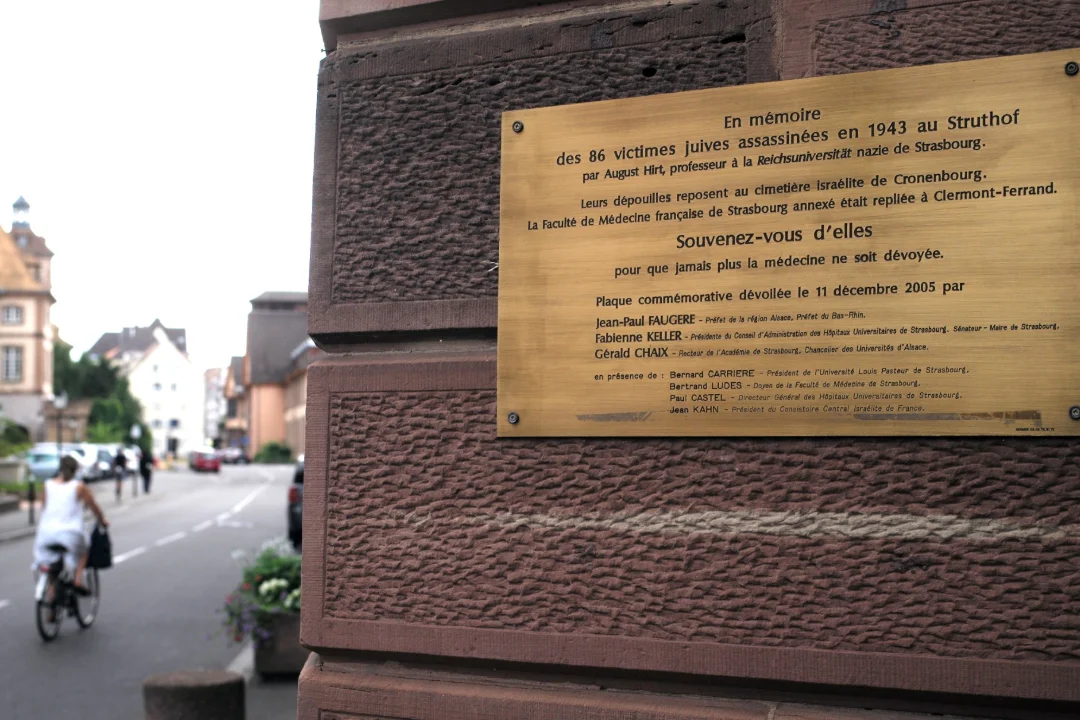 En mémoire
des 86 victimes juives assassinées en 1943 au Struthof
par August Hirt, professeur à la Reichsuniversität nazie de Strasbourg.
Leurs dépouilles reposent au cimetière israélite de Cronenbourg.
La Faculté de Médecine française de Strasbourg annexé était repliée à Clermont-Ferrand.
Souvenez-vous d'elles
pour que jamais plus la médecine ne soit dévoyée.
Plaque commémorative dévoilée le 11 décembre 2005 par
Jean-Paul FAUGERE - Préfet de la région Alsace, Préfet du Bas-Rhin.
Fabienne KELLER - Présidente du Conseil d'Administration des Hôpitaux Universitaires de Strasbourg, Sénateur - Maire de Strasbourg.
Gérald CHAIX - Recteur de l'Académie de Strasbourg, Chancelier des Universités d'Alsace.
en présence de : Bernard CARRIERE - Président de l'Université Louis Pasteur de Strasbourg.
Bertrand LUDES - Doyen de la Faculté de Médecine de Strasbourg.
Paul CASTEL - Directeur Général des Hôpitaux Universitaires de Strasbourg.
Jean KAHN - Président du Consistoire Central Israélite de France.